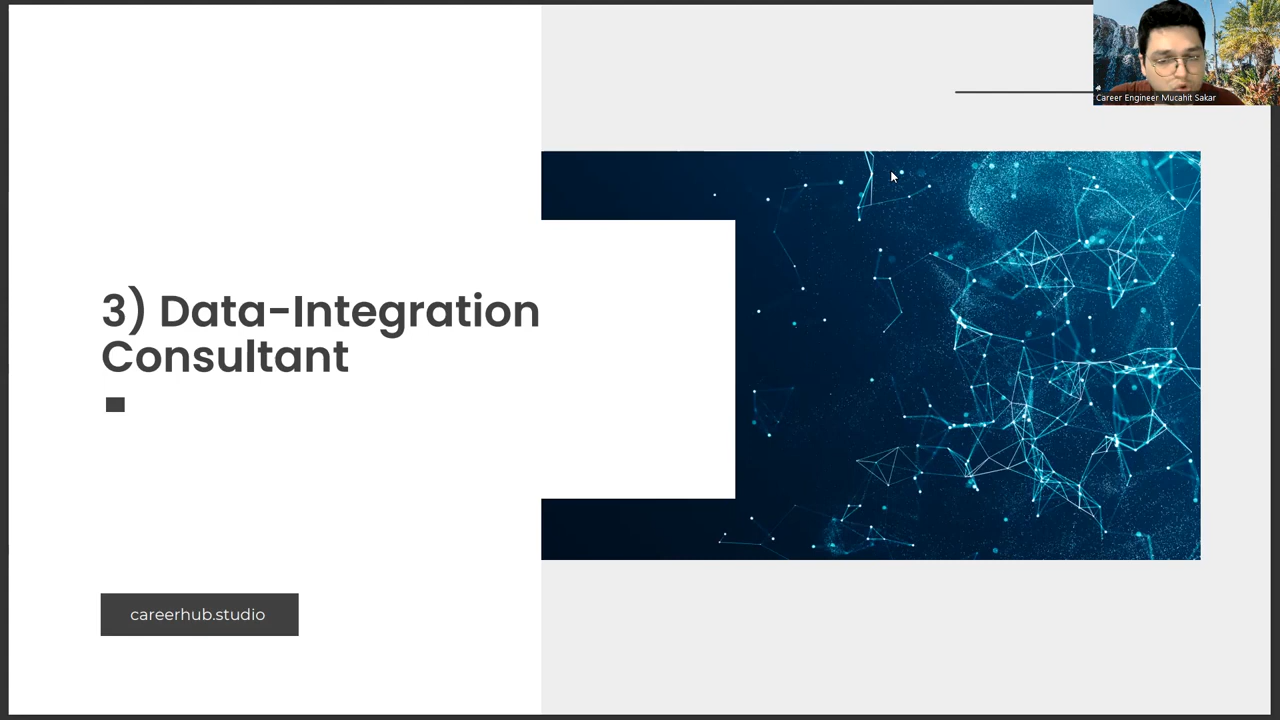 Career Engineer Mucahit Sakar
3) Data-Integration
Consultant
careerhub.studio